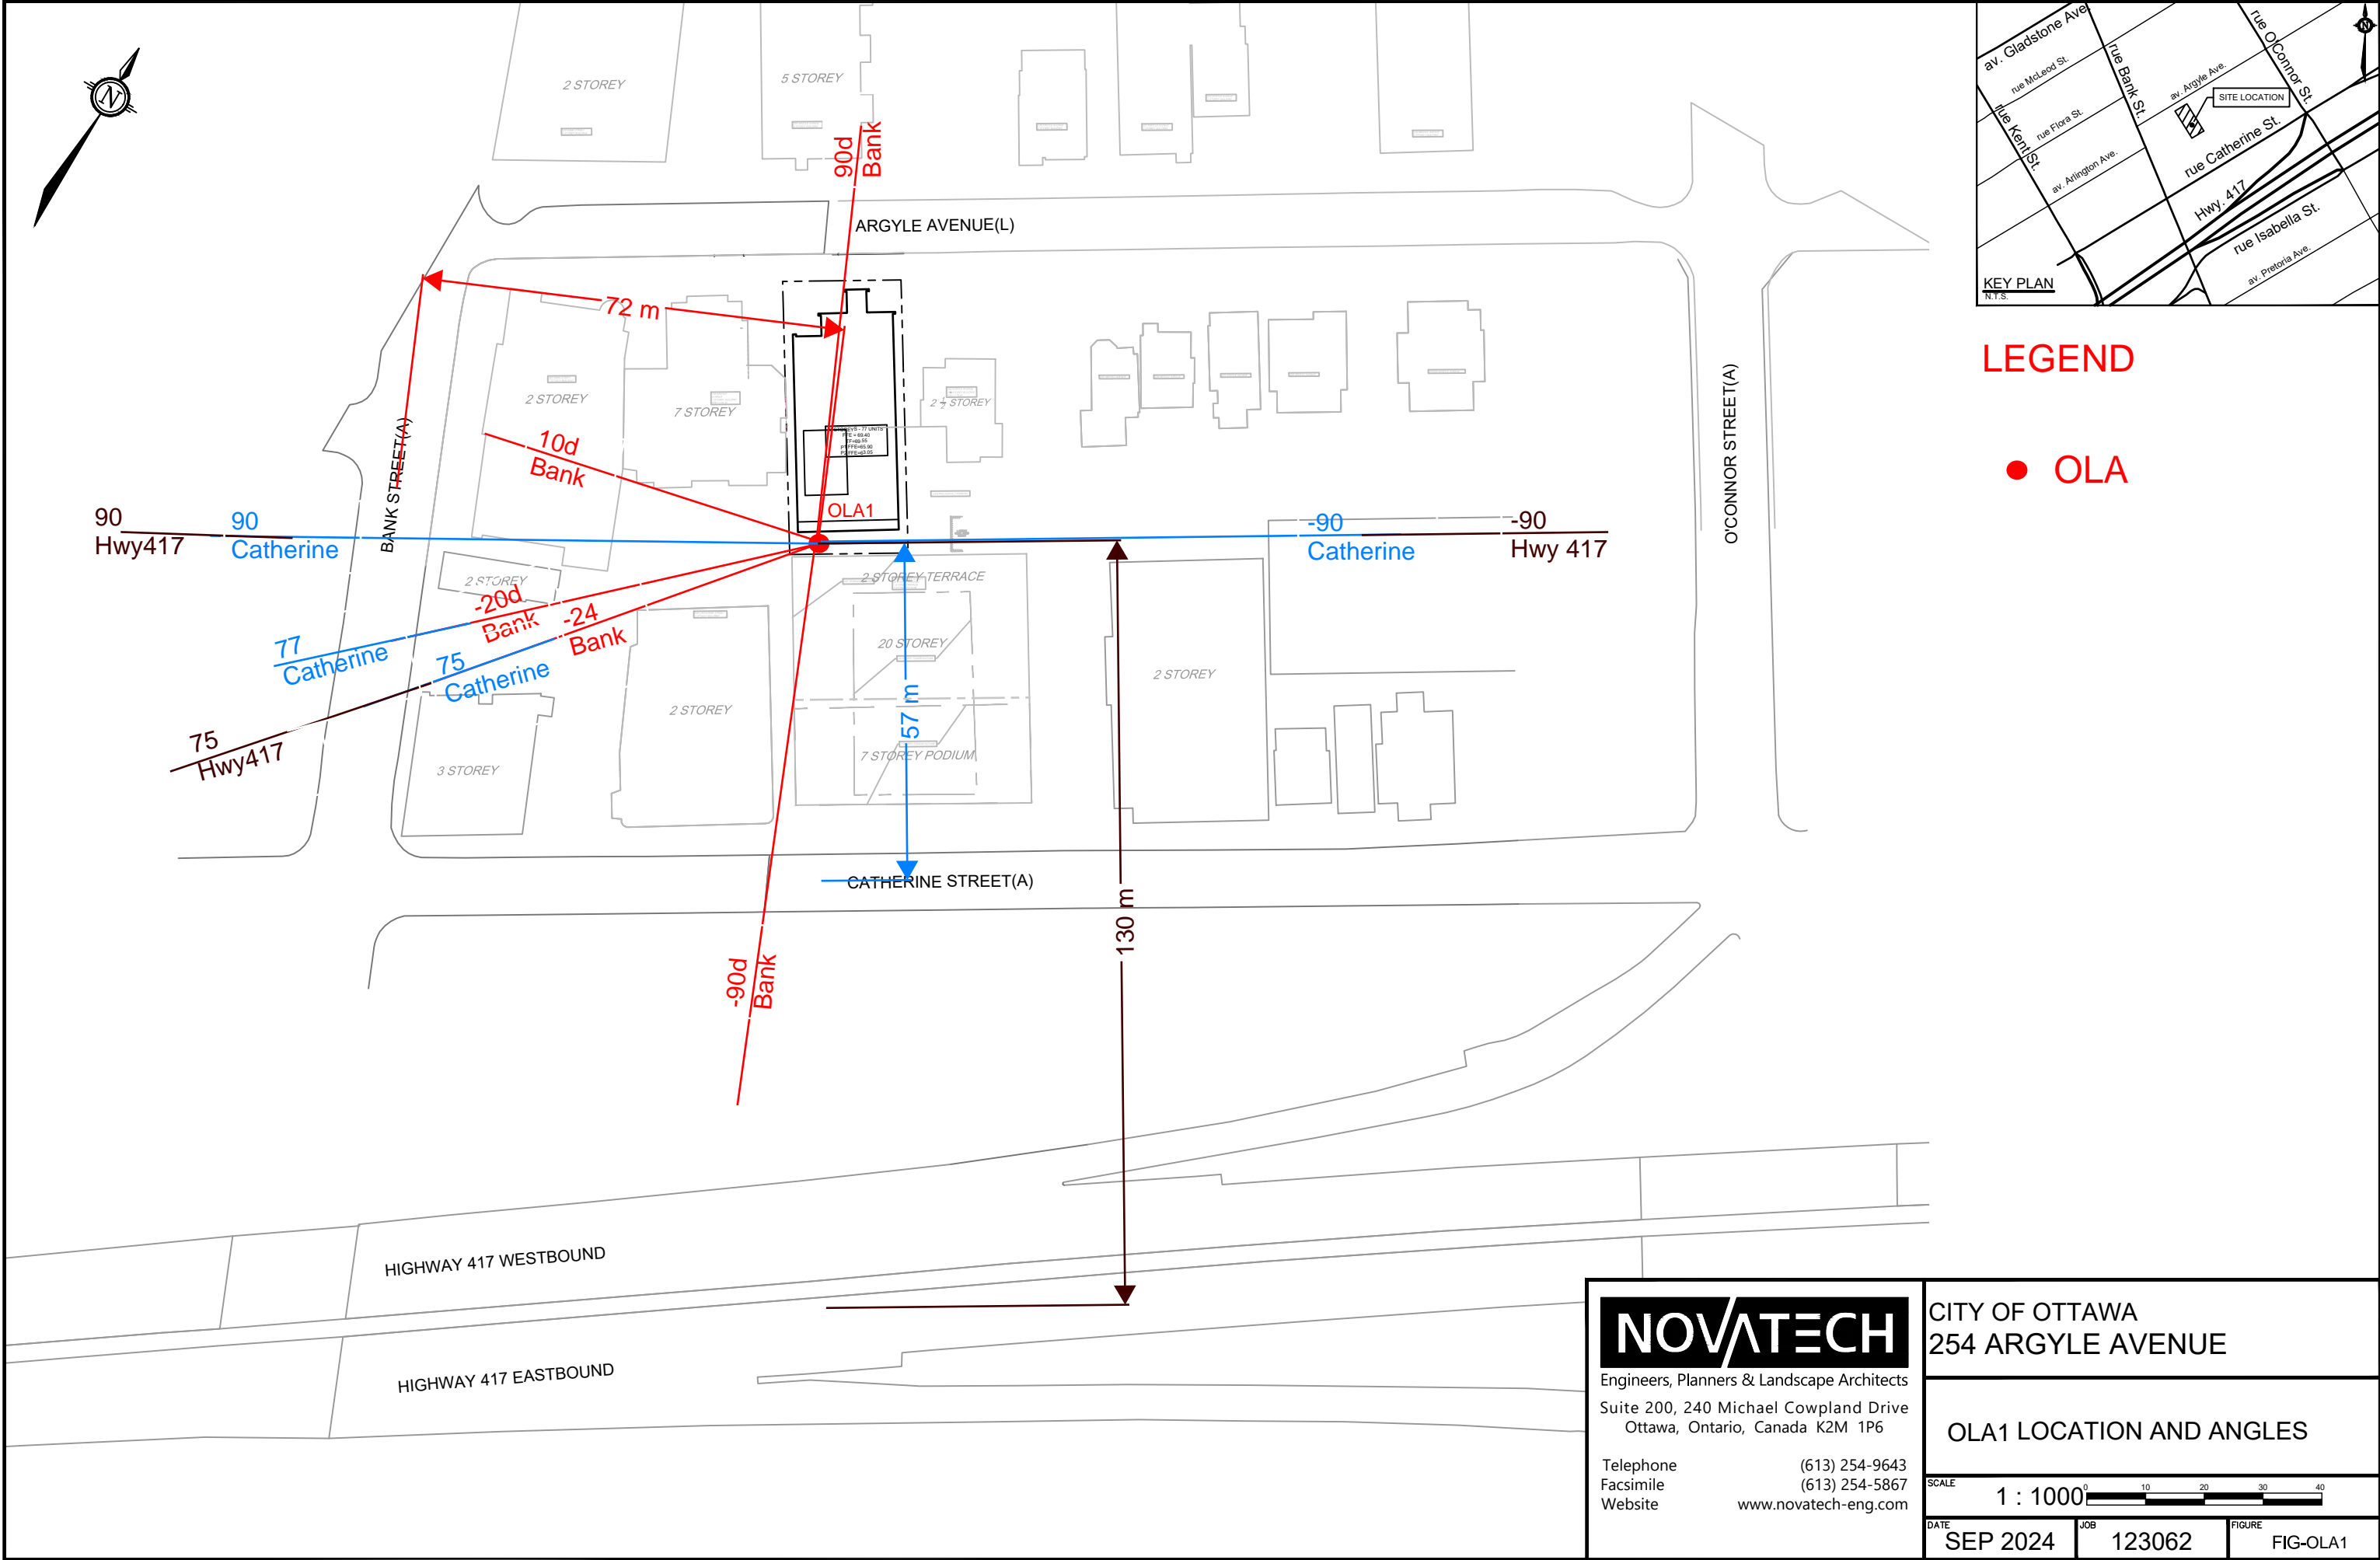 N
2 STOREY
5 STOREY
90d
Bank
ARGYLE AVENUE(L)
72 m
2 STOREY
7 STOREY
2 ½ STOREY
10d
Bank
BANK STREET(A)
OLA1
O'CONNOR STREET(A)
90
Hwy417
90
Catherine
-90
Catherine
-90
Hwy 417
2 STOREY
-20d
Bank
-24
Bank
77
Catherine
75
Catherine
75
Hwy417
2 STOREY TERRACE
20 STOREY
57 m
7 STOREY PODIUM
2 STOREY
2 STOREY
3 STOREY
CATHERINE STREET(A)
130 m
-90d
Bank
HIGHWAY 417 WESTBOUND
HIGHWAY 417 EASTBOUND
av. Gladstone Ave.
rue McLeod St.
rue Flora St.
av. Arlington Ave.
rue Kent St.
rue Bank St.
av. Argyle Ave.
rue O'Connor St.
SITE LOCATION
rue Catherine St.
Hwy. 417
rue Isabella St.
av. Pretoria Ave.
N
KEY PLAN
N.T.S.
LEGEND
OLA
NOVATECH
Engineers, Planners & Landscape Architects
Suite 200, 240 Michael Cowpland Drive
Ottawa, Ontario, Canada K2M 1P6
Telephone (613) 254-9643
Facsimile (613) 254-5867
Website www.novatech-eng.com
CITY OF OTTAWA
254 ARGYLE AVENUE
OLA1 LOCATION AND ANGLES
SCALE
1 : 1000
0 10 20 30 40
DATE
SEP 2024
JOB
123062
FIGURE
FIG-OLA1